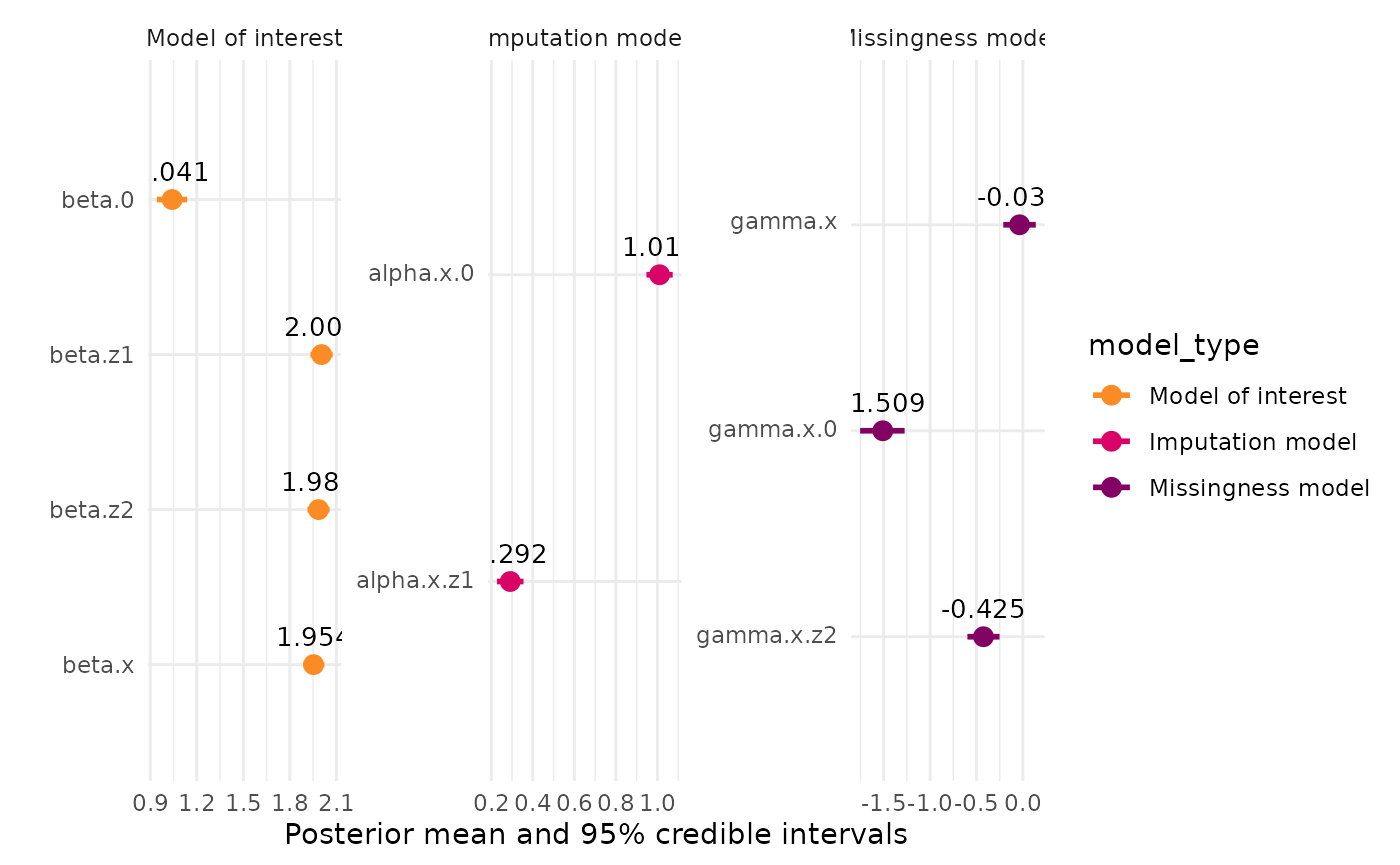 Model of interest
mputation mode
lissingness mode
.041
beta.0
2.00
beta.z1
1.98
beta.z2
1.954
beta.x
1.01
alpha.x.0
.292
alpha.x.z1
-0.03
gamma.x
1.509
gamma.x.0
-0.425
gamma.x.z2
0.9 1.2 1.5 1.8 2.1
0.2 0.4 0.6 0.8 1.0
-1.5 -1.0 -0.5 0.0
Posterior mean and 95% credible intervals
model_type
Model of interest
Imputation model
Missingness model